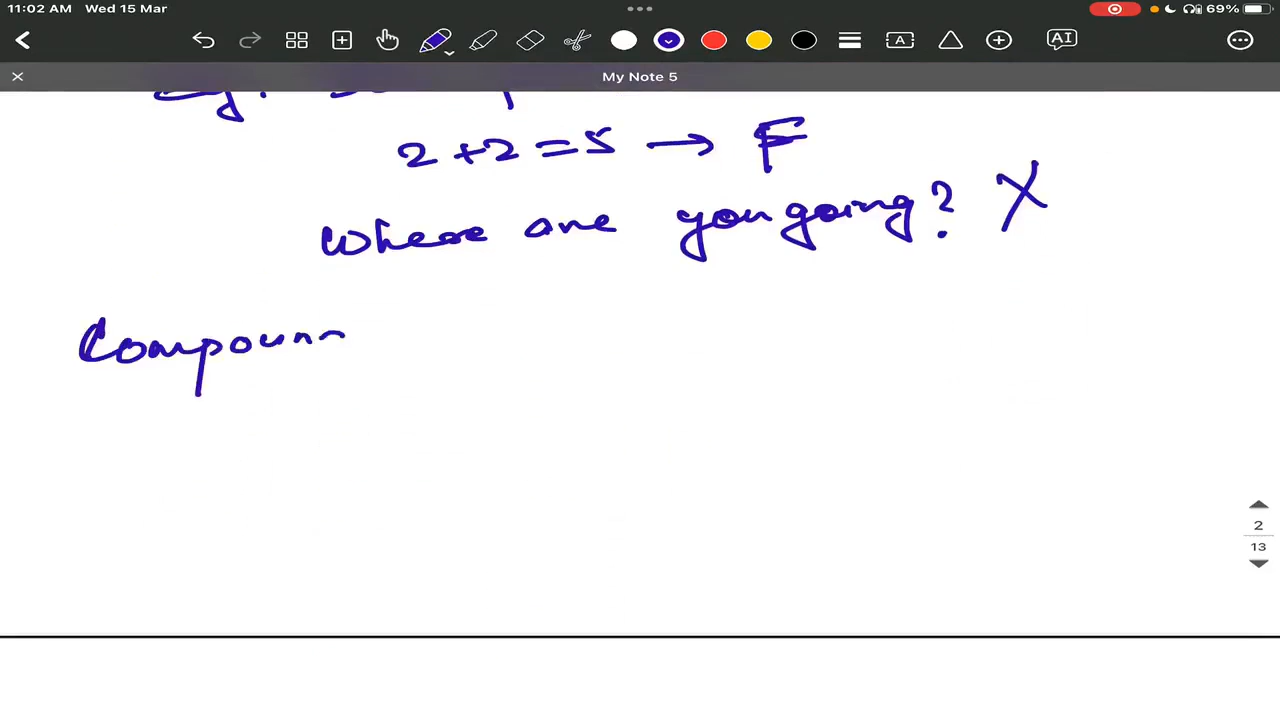 11:02 AM Wed 15 Mar
69%
A
AI
My Note 5
2 + 2 = 5 → F
Where are you going? X
Compoun
2
13